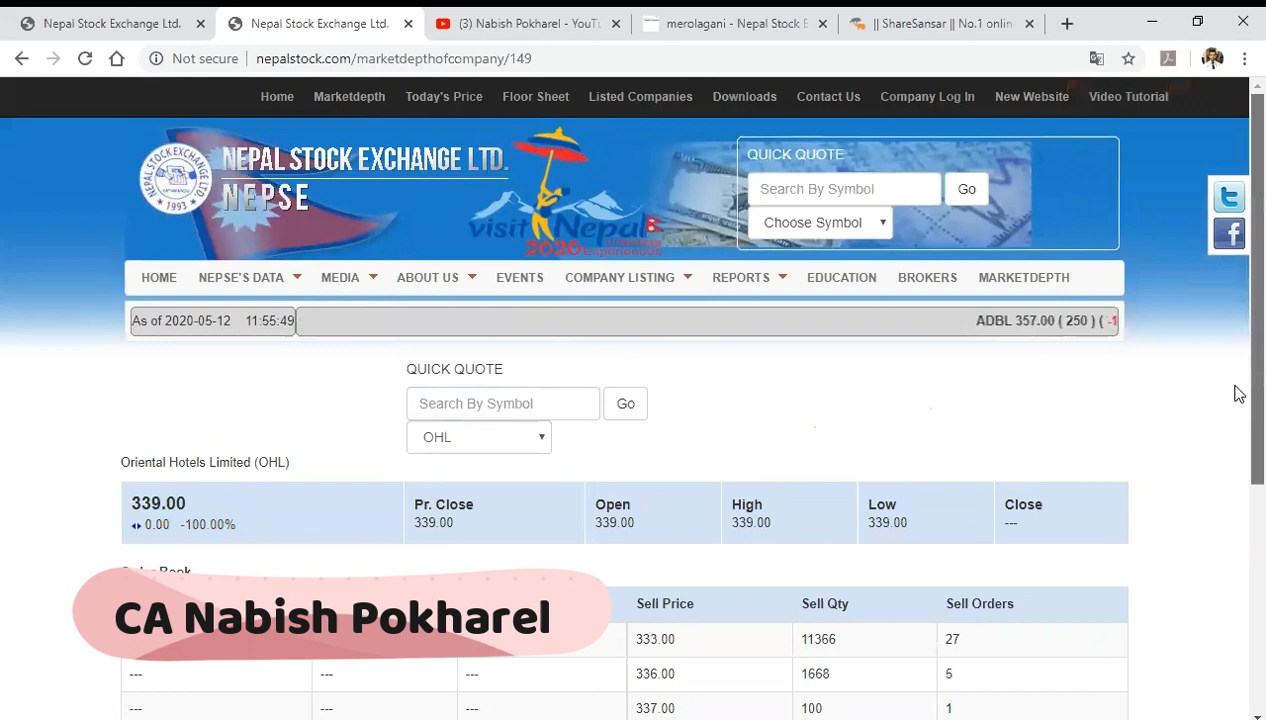 Nepal Stock Exchange Ltd.
Nepal Stock Exchange Ltd.
(3) Nabish Pokharel - YouTu
merolagani - Nepal Stock E
|| ShareSansar || No.1 onlin
Not secure
nepalstock.com/marketdepthofcompany/149
Home Marketdepth Today's Price Floor Sheet Listed Companies Downloads Contact Us Company Log In New Website Video Tutorial
NEPAL STOCK EXCHANGE LTD.
NEPSE
NEPAL STOCK EXCHANGE LTD
1993
visit Nepal
2020 Lifetime Experiences
QUICK QUOTE
Search By Symbol Go
Choose Symbol
HOME NEPSE'S DATA MEDIA ABOUT US EVENTS COMPANY LISTING REPORTS EDUCATION BROKERS MARKETDEPTH
As of 2020-05-12 11:55:49 ADBL 357.00 ( 250 ) ( -1
QUICK QUOTE
Search By Symbol Go
OHL
Oriental Hotels Limited (OHL)
339.00 Pr. Close Open High Low Close
0.00 -100.00% 339.00 339.00 339.00 339.00 ---
CA Nabish Pokharel
Sell Price Sell Qty Sell Orders
333.00 11366 27
--- --- --- 336.00 1668 5
--- --- --- 337.00 100 1